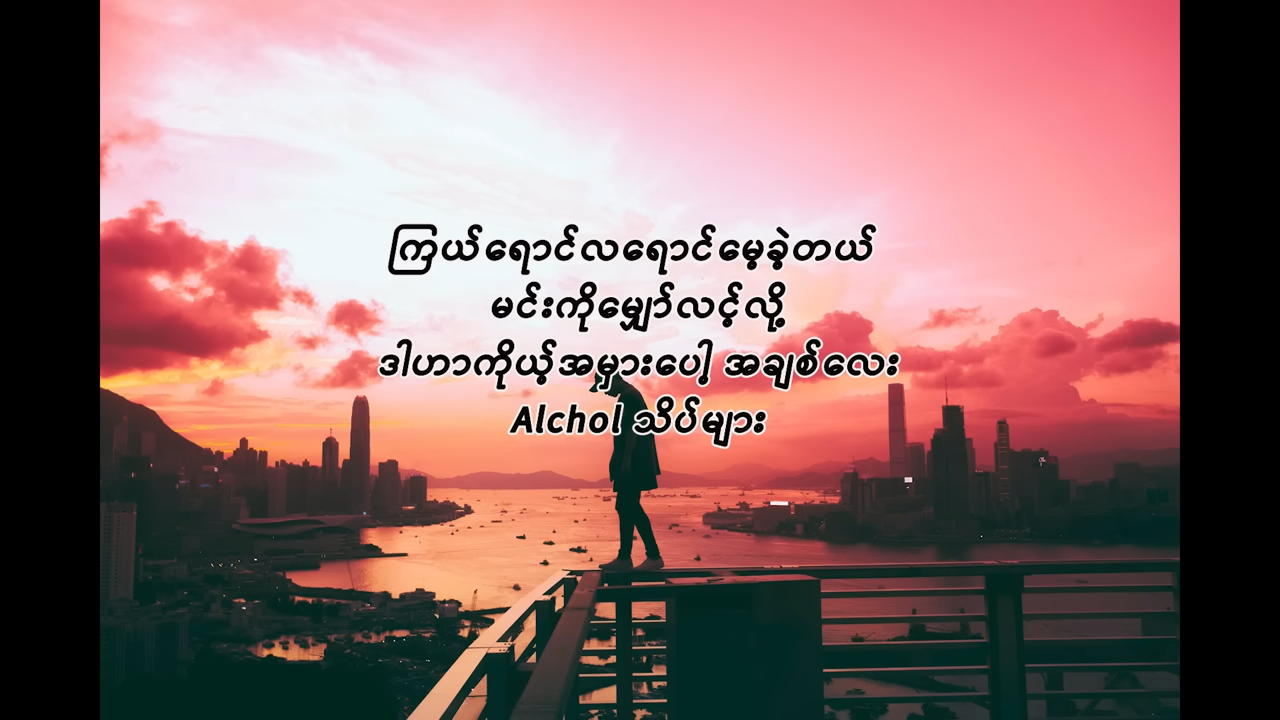 ကြယ်ရောင်လရောင်မေ့ခဲ့တယ်
မင်းကိုမျှော်လင့်လို့
ဒါဟာကိုယ့်အမှားပေါ့ အချစ်လေး
Alchol သိပ်များ